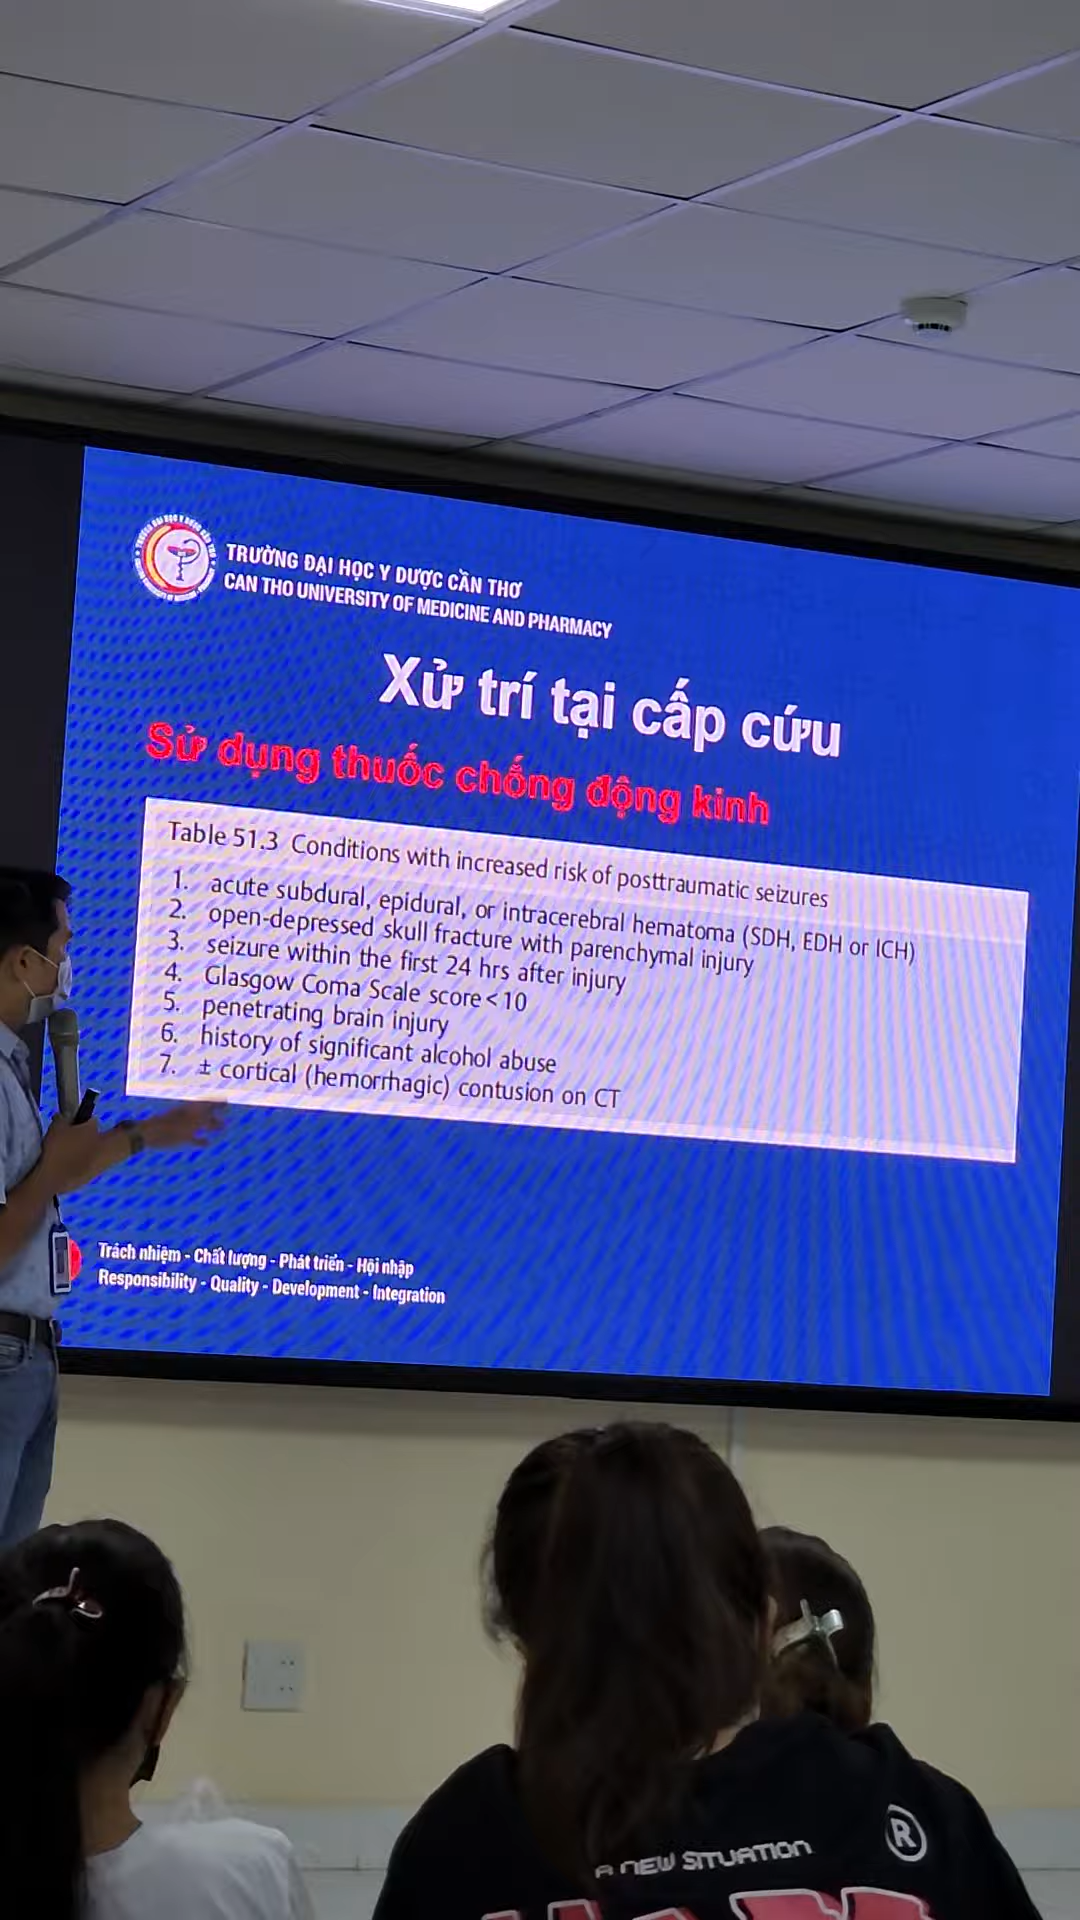 TRƯỜNG ĐẠI HỌC Y DƯỢC CẦN THƠ
CAN THO UNIVERSITY OF MEDICINE AND PHARMACY
Xử trí tại cấp cứu
Sử dụng thuốc chống động kinh
Table 51.3 Conditions with increased risk of posttraumatic seizures
1. acute subdural, epidural, or intracerebral hematoma (SDH, EDH or ICH)
2. open-depressed skull fracture with parenchymal injury
3. seizure within the first 24 hrs after injury
4. Glasgow Coma Scale score < 10
5. penetrating brain injury
6. history of significant alcohol abuse
7. ± cortical (hemorrhagic) contusion on CT
Trách nhiệm - Chất lượng - Phát triển - Hội nhập
Responsibility - Quality - Development - Integration
A NEW SITUATION
®